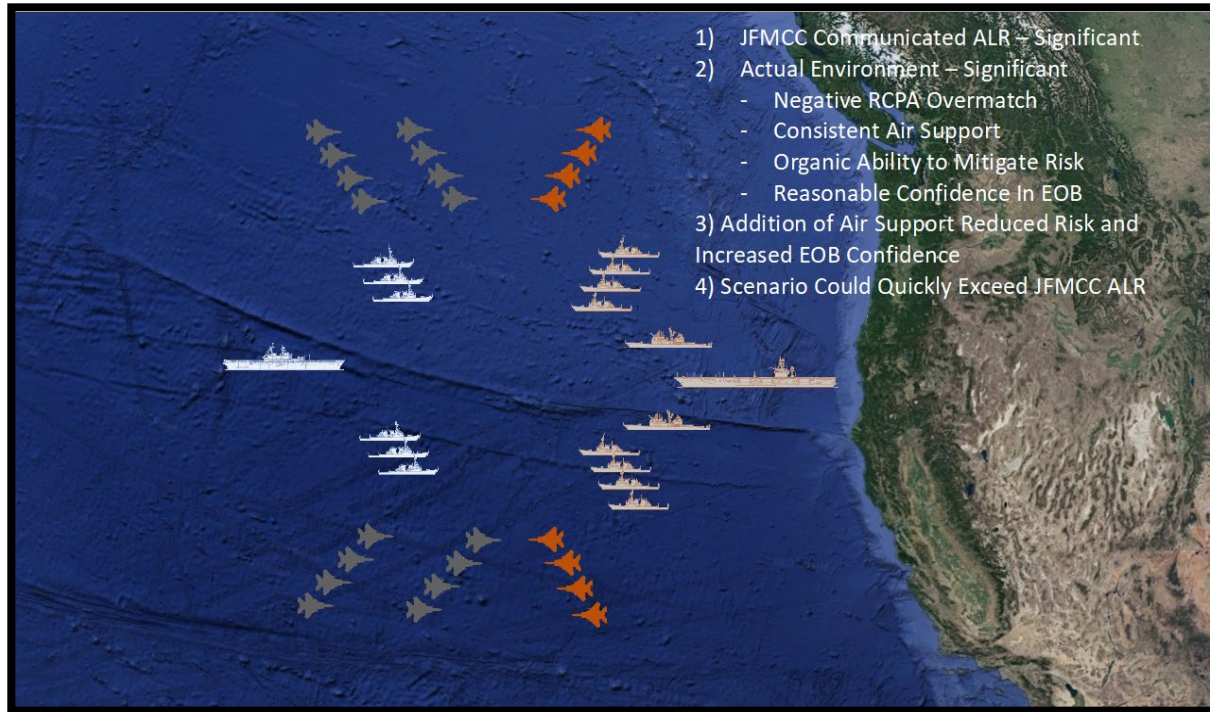 1) JFMCC Communicated ALR – Significant
2) Actual Environment – Significant
- Negative RCPA Overmatch
- Consistent Air Support
- Organic Ability to Mitigate Risk
- Reasonable Confidence In EOB
3) Addition of Air Support Reduced Risk and
Increased EOB Confidence
4) Scenario Could Quickly Exceed JFMCC ALR